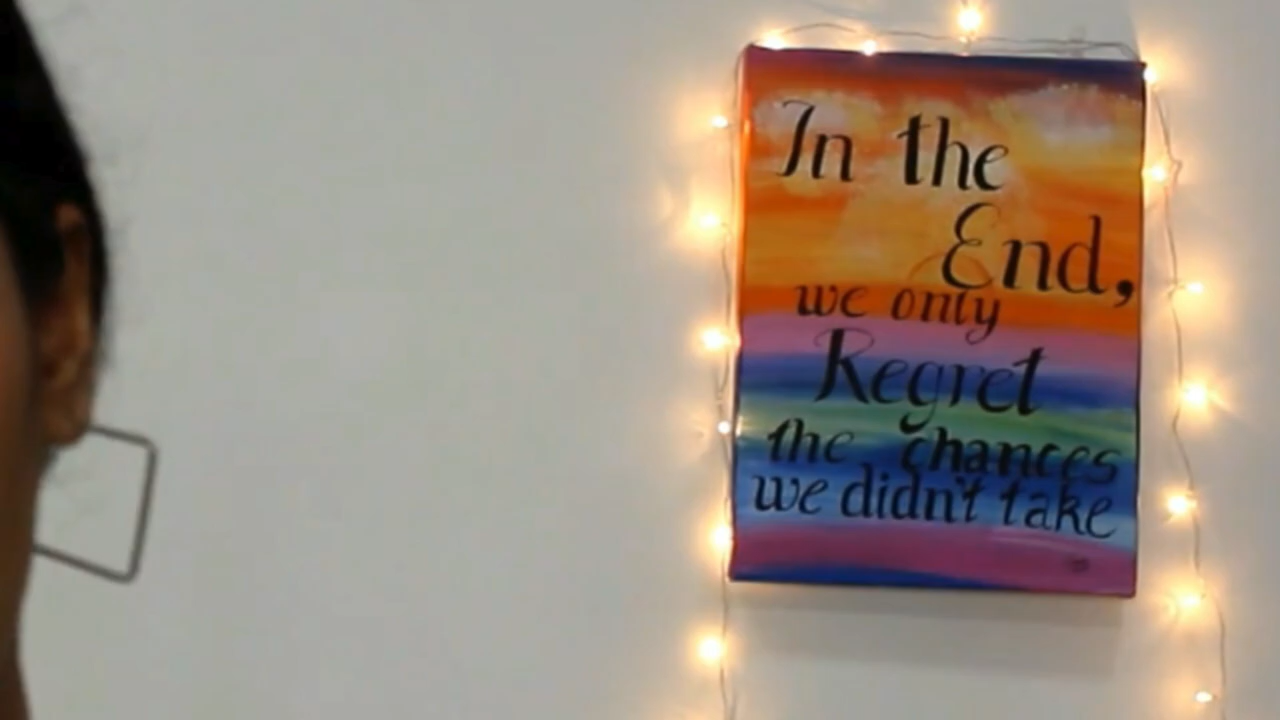 In the
End,
we only
Regret
the chances
we didn't take